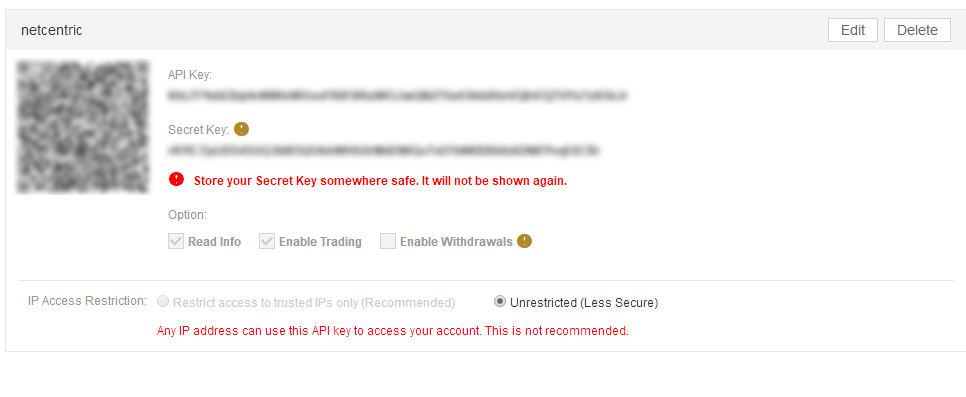 netcentric
Edit
Delete
API Key:
Secret Key:
Store your Secret Key somewhere safe. It will not be shown again.
Option:
Read Info
Enable Trading
Enable Withdrawals
IP Access Restriction:
Restrict access to trusted IPs only (Recommended)
Unrestricted (Less Secure)
Any IP address can use this API key to access your account. This is not recommended.